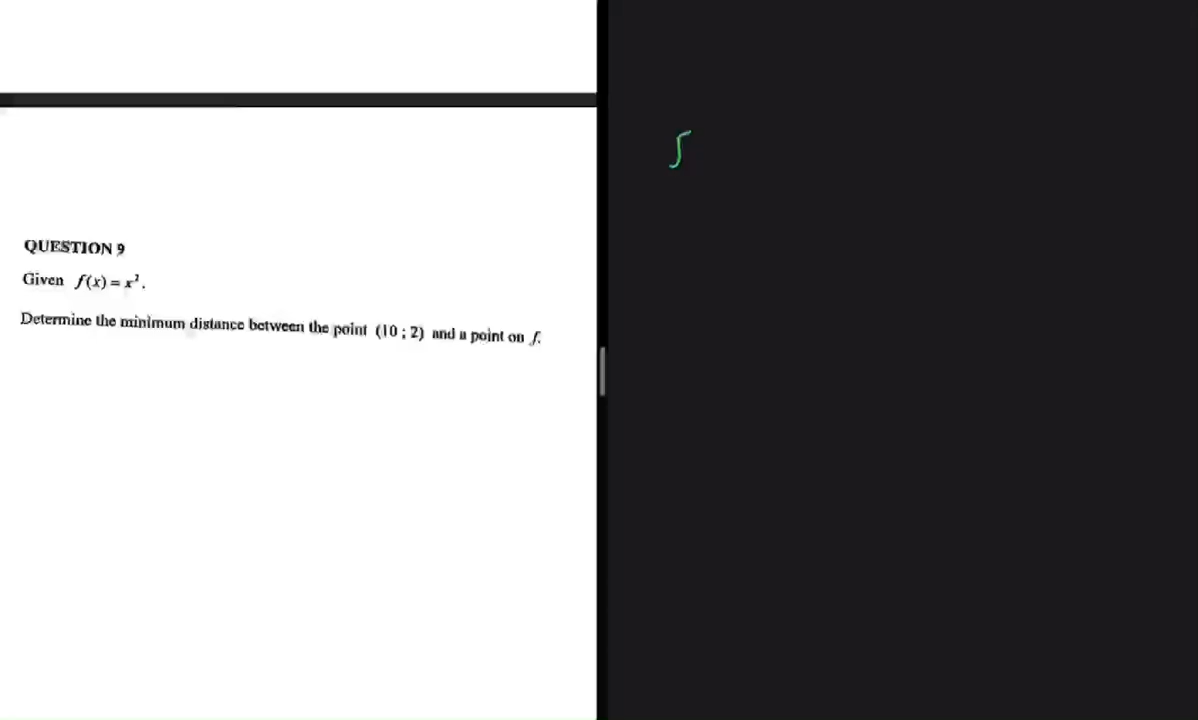 QUESTION 9
Given f(x) = x².
Determine the minimum distance between the point (10 ; 2) and a point on f.